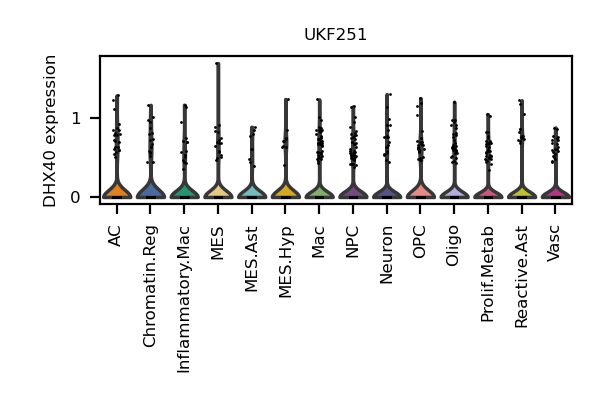 UKF251
DHX40 expression
1
0
AC
Chromatin.Reg
Inflammatory.Mac
MES
MES.Ast
MES.Hyp
Mac
NPC
Neuron
OPC
Oligo
Prolif.Metab
Reactive.Ast
Vasc